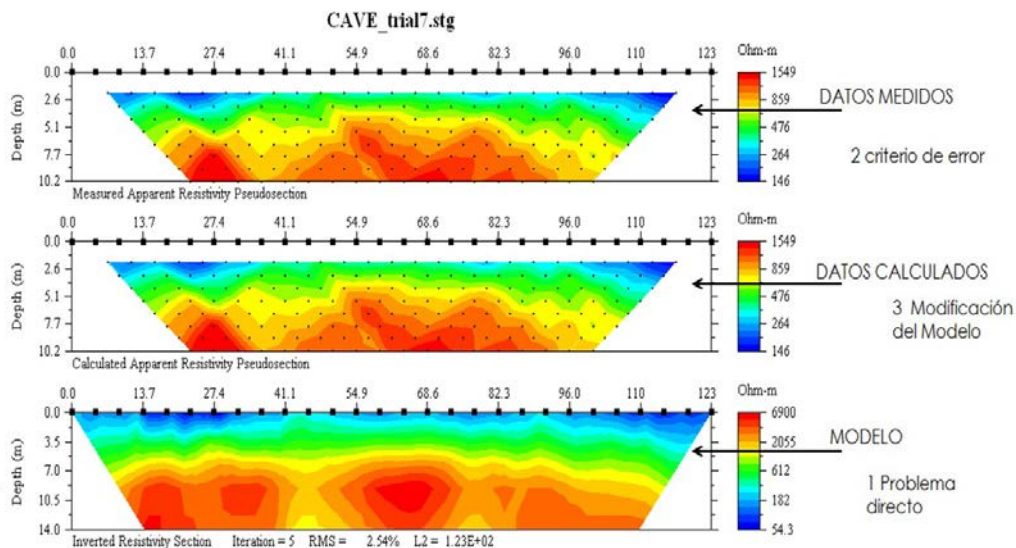 CAVE_trial7.stg
0.0 13.7 27.4 41.1 54.9 68.6 82.3 96.0 110 123 Ohm-m
Depth (m)
0.0
2.6
5.1
7.7
10.2
1549
859
476
264
146
DATOS MEDIDOS
2 criterio de error
Measured Apparent Resistivity Pseudosection
0.0 13.7 27.4 41.1 54.9 68.6 82.3 96.0 110 123 Ohm-m
Depth (m)
0.0
2.6
5.1
7.7
10.2
1549
859
476
264
146
DATOS CALCULADOS
3 Modificación
del Modelo
Calculated Apparent Resistivity Pseudosection
0.0 13.7 27.4 41.1 54.9 68.6 82.3 96.0 110 123 Ohm-m
Depth (m)
0.0
3.5
7.0
10.5
14.0
6900
2055
612
182
54.3
MODELO
1 Problema
directo
Inverted Resistivity Section Iteration = 5 RMS = 2.54% L2 = 1.23E+02